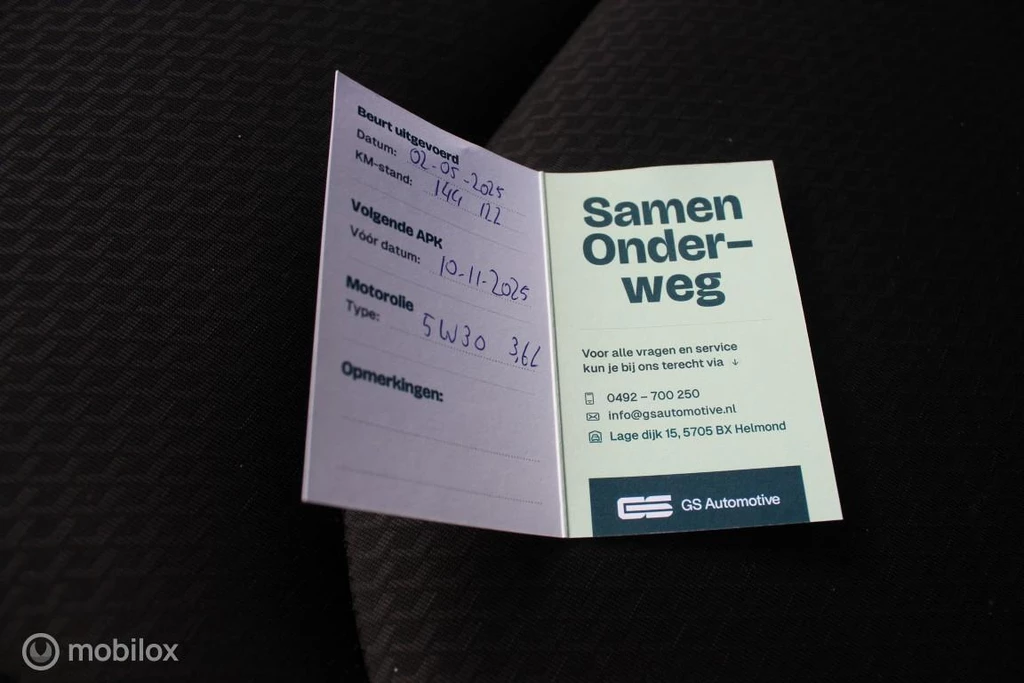 Beurt uitgevoerd
Datum: 02-05-2025
KM-stand: 144 122
Volgende APK
Vóór datum: 10-11-2025
Motorolie
Type: 5W30 3,6L
Opmerkingen:
Samen
Onder-
weg
Voor alle vragen en service
kun je bij ons terecht via ↓
0492 – 700 250
info@gsautomotive.nl
Lage dijk 15, 5705 BX Helmond
GS GS Automotive
mobilox